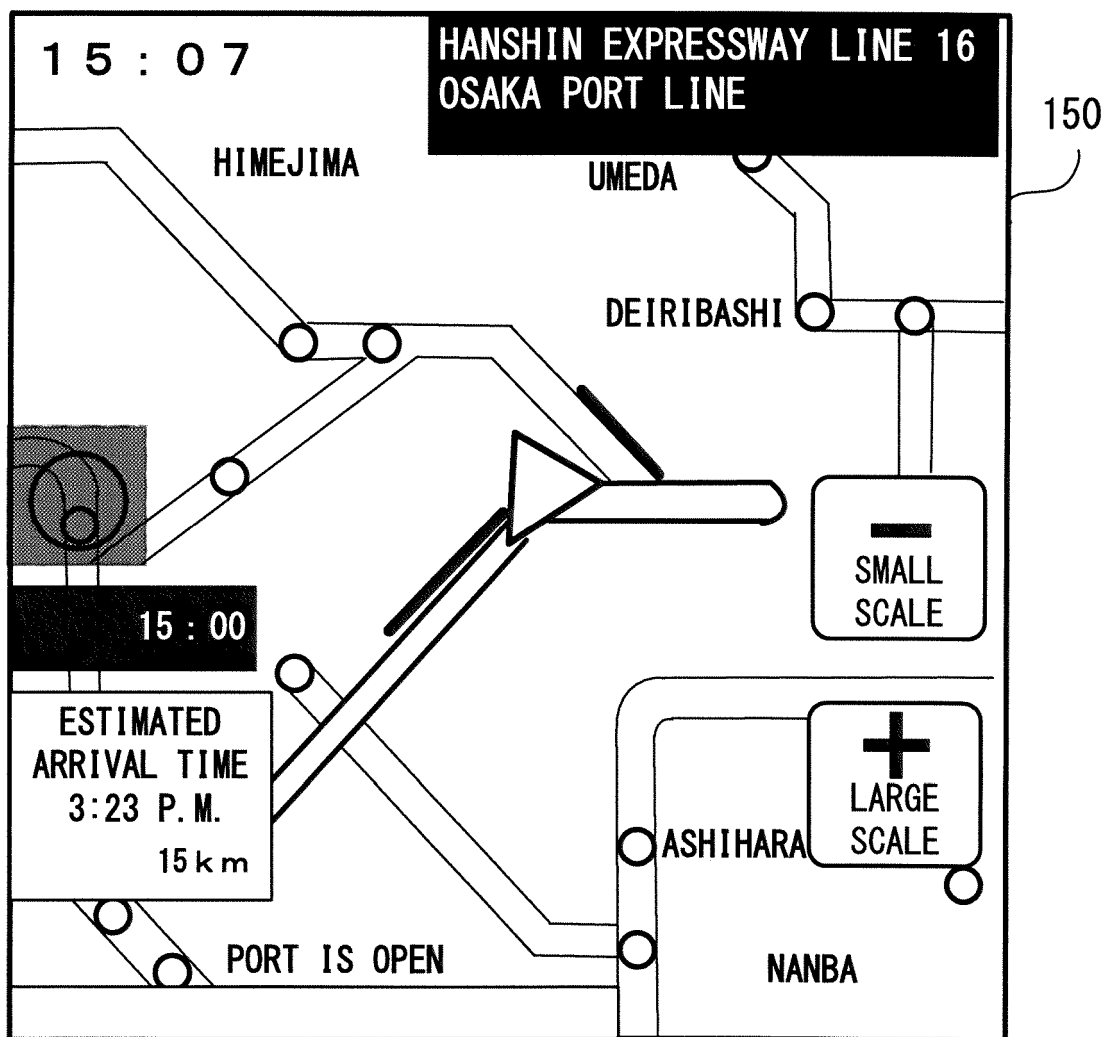 15:07
HANSHIN EXPRESSWAY LINE 16
OSAKA PORT LINE
150
HIMEJIMA
UMEDA
DEIRIBASHI
−
SMALL
SCALE
15:00
ESTIMATED
ARRIVAL TIME
3:23 P.M.
15km
+
LARGE
SCALE
ASHIHARA
PORT IS OPEN
NANBA